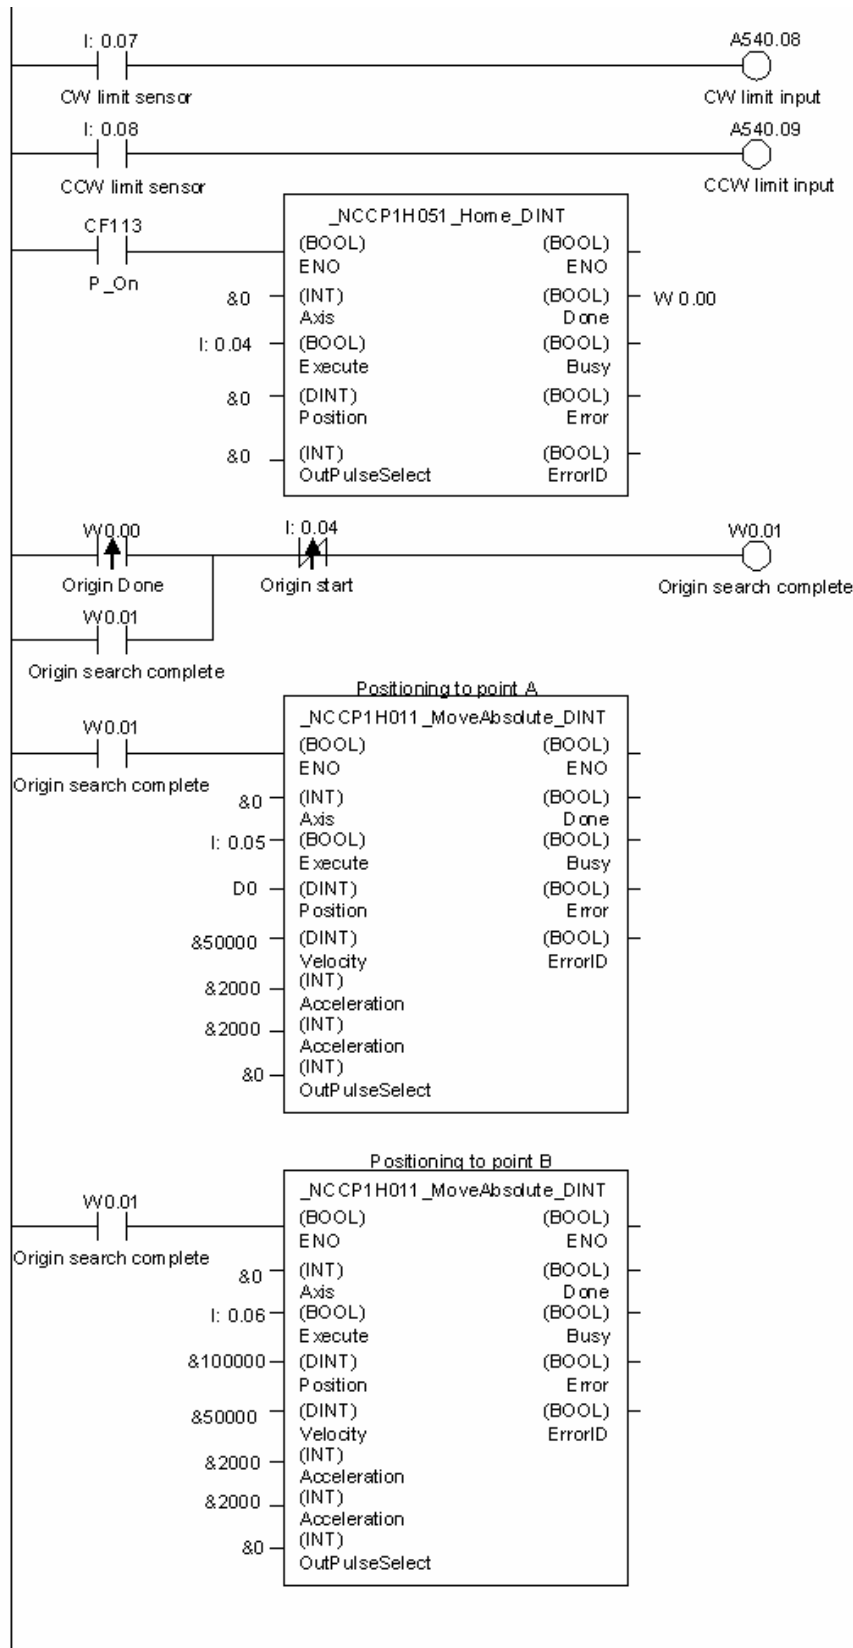 I: 0.07 A540.08
CW limit sensor CW limit input
I: 0.08 A540.09
CCW limit sensor CCW limit input
CF113
P_On
_NCCP1H051_Home_DINT
(BOOL) (BOOL)
ENO ENO
&0 (INT) (BOOL) W 0.00
Axis Done
I: 0.04 (BOOL) (BOOL)
Execute Busy
&0 (DINT) (BOOL)
Position Error
&0 (INT) (BOOL)
OutPulseSelect ErrorID
W0.00 I: 0.04 W0.01
Origin Done Origin start Origin search complete
W0.01
Origin search complete
Positioning to point A
_NCCP1H011_MoveAbsolute_DINT
W0.01 (BOOL) (BOOL)
ENO ENO
Origin search complete
&0 (INT) (BOOL)
Axis Done
I: 0.05 (BOOL) (BOOL)
Execute Busy
D0 (DINT) (BOOL)
Position Error
&50000 (DINT) (BOOL)
Velocity ErrorID
&2000 (INT)
Acceleration
&2000 (INT)
Acceleration
&0 (INT)
OutPulseSelect
Positioning to point B
_NCCP1H011_MoveAbsolute_DINT
W0.01 (BOOL) (BOOL)
ENO ENO
Origin search complete
&0 (INT) (BOOL)
Axis Done
I: 0.06 (BOOL) (BOOL)
Execute Busy
&100000 (DINT) (BOOL)
Position Error
&50000 (DINT) (BOOL)
Velocity ErrorID
&2000 (INT)
Acceleration
&2000 (INT)
Acceleration
&0 (INT)
OutPulseSelect